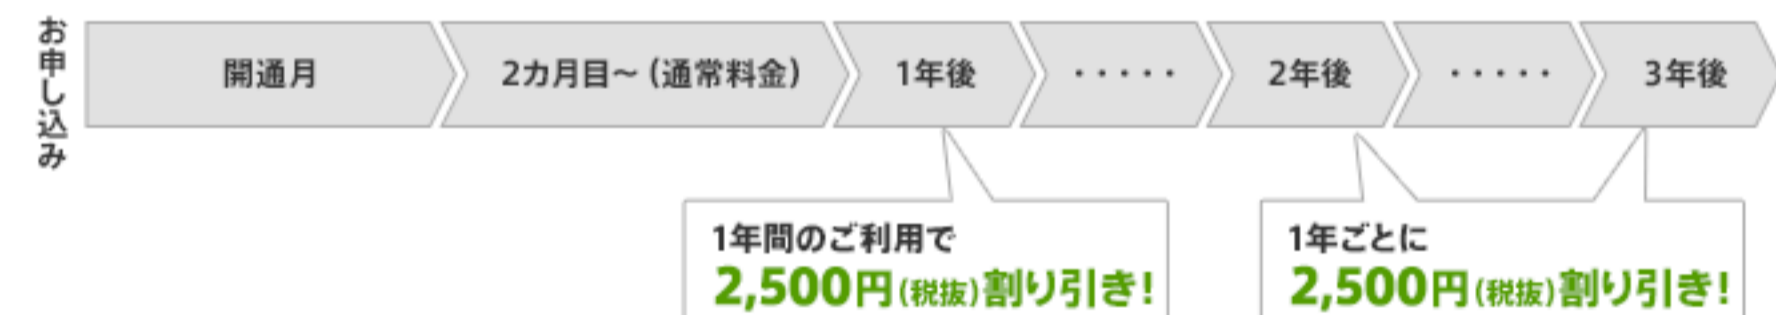 お申し込み
開通月
2カ月目～（通常料金）
1年後
・・・・・
2年後
・・・・・
3年後
1年間のご利用で
2,500円（税抜）割り引き！
1年ごとに
2,500円（税抜）割り引き！